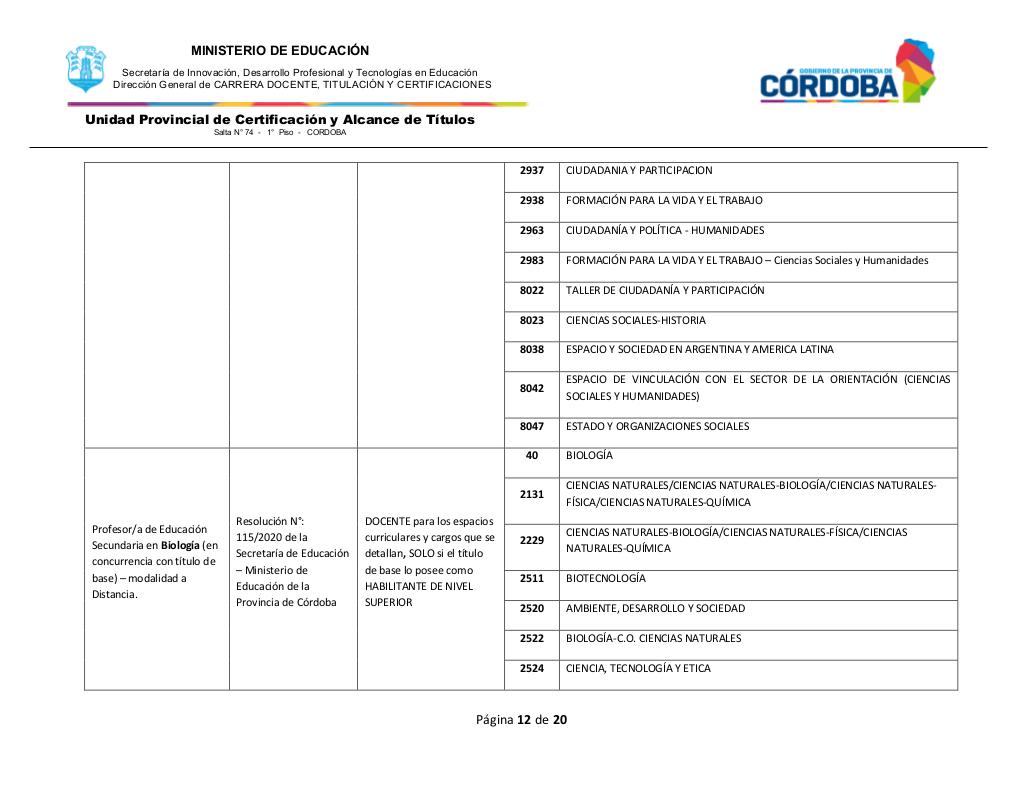 MINISTERIO DE EDUCACIÓN
Secretaría de Innovación, Desarrollo Profesional y Tecnologías en Educación
Dirección General de CARRERA DOCENTE, TITULACIÓN Y CERTIFICACIONES
GOBIERNO DE LA PROVINCIA DE
CÓRDOBA
Unidad Provincial de Certificación y Alcance de Títulos
Salta N° 74 - 1° Piso - CORDOBA
2937 CIUDADANIA Y PARTICIPACION
2938 FORMACIÓN PARA LA VIDA Y EL TRABAJO
2963 CIUDADANÍA Y POLÍTICA - HUMANIDADES
2983 FORMACIÓN PARA LA VIDA Y EL TRABAJO – Ciencias Sociales y Humanidades
8022 TALLER DE CIUDADANÍA Y PARTICIPACIÓN
8023 CIENCIAS SOCIALES-HISTORIA
8038 ESPACIO Y SOCIEDAD EN ARGENTINA Y AMERICA LATINA
8042 ESPACIO DE VINCULACIÓN CON EL SECTOR DE LA ORIENTACIÓN (CIENCIAS
SOCIALES Y HUMANIDADES)
8047 ESTADO Y ORGANIZACIONES SOCIALES
Profesor/a de Educación
Secundaria en Biología (en
concurrencia con título de
base) – modalidad a
Distancia.
Resolución N°:
115/2020 de la
Secretaría de Educación
– Ministerio de
Educación de la
Provincia de Córdoba
DOCENTE para los espacios
curriculares y cargos que se
detallan, SOLO si el título
de base lo posee como
HABILITANTE DE NIVEL
SUPERIOR
40 BIOLOGÍA
2131 CIENCIAS NATURALES/CIENCIAS NATURALES-BIOLOGÍA/CIENCIAS NATURALES-
FÍSICA/CIENCIAS NATURALES-QUÍMICA
2229 CIENCIAS NATURALES-BIOLOGÍA/CIENCIAS NATURALES-FÍSICA/CIENCIAS
NATURALES-QUÍMICA
2511 BIOTECNOLOGÍA
2520 AMBIENTE, DESARROLLO Y SOCIEDAD
2522 BIOLOGÍA-C.O. CIENCIAS NATURALES
2524 CIENCIA, TECNOLOGÍA Y ETICA
Página 12 de 20